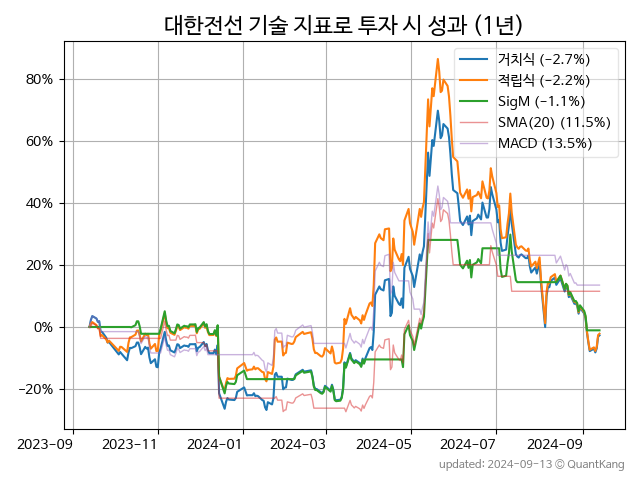 대한전선 기술 지표로 투자 시 성과 (1년)
거치식 (-2.7%)
적립식 (-2.2%)
SigM (-1.1%)
SMA(20) (11.5%)
MACD (13.5%)
80%
60%
40%
20%
0%
-20%
2023-09 2023-11 2024-01 2024-03 2024-05 2024-07 2024-09
updated: 2024-09-13 © QuantKang